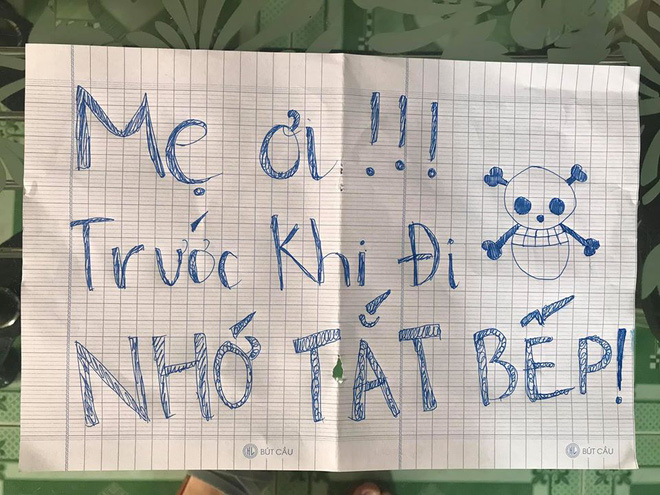 Mẹ ơi !!!
Trước Khi Đi
NHỚ TẮT BẾP!
BÚT CẦU BÚT CẦU